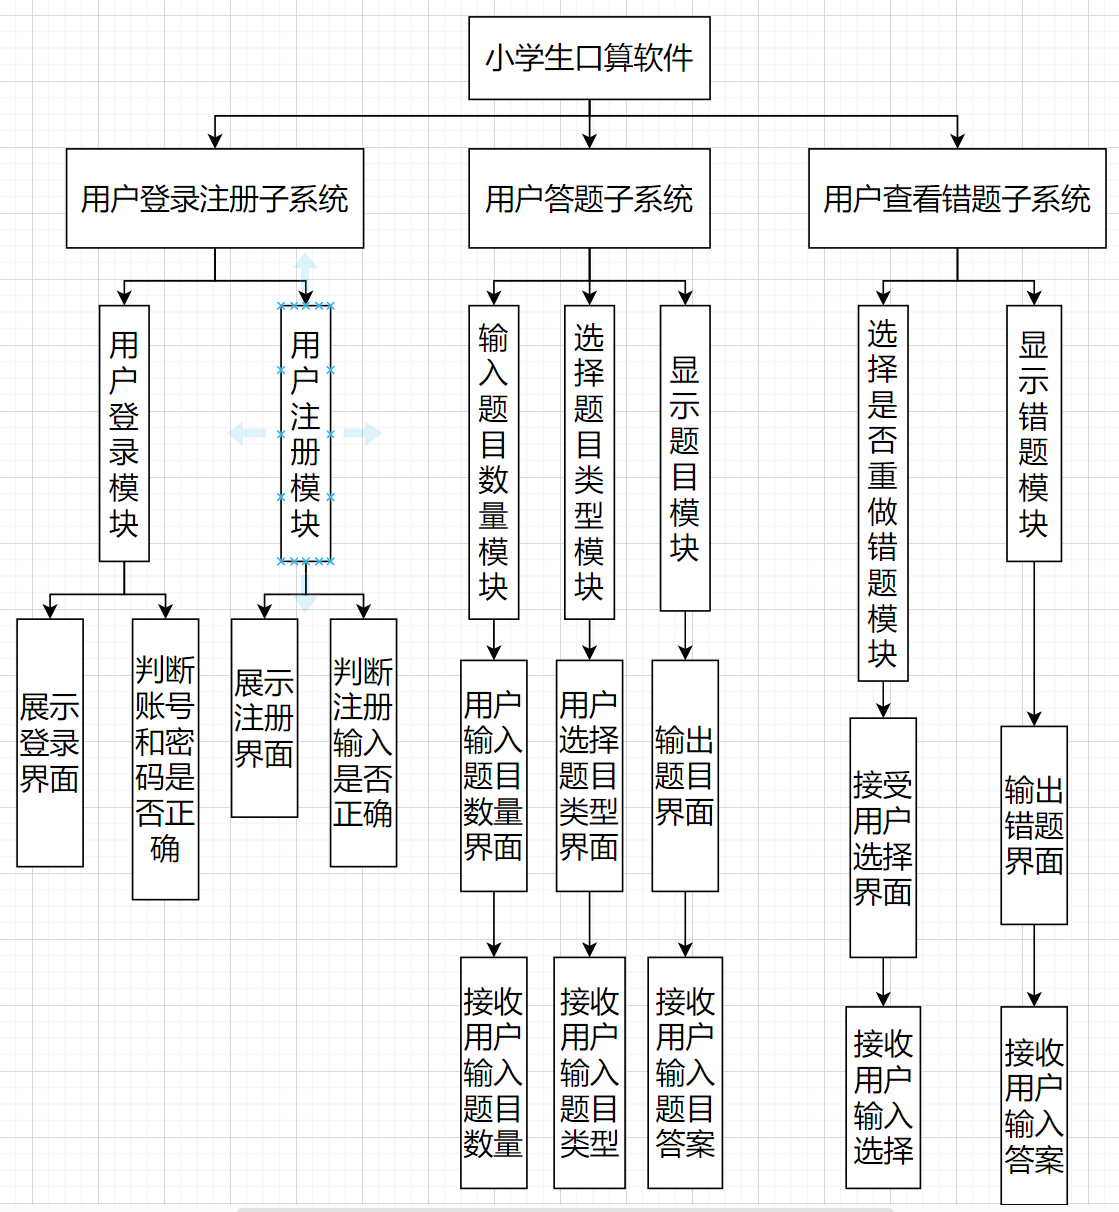 小学生口算软件
用户登录注册子系统
用户答题子系统
用户查看错题子系统
用户登录模块
用户注册模块
输入题目数量模块
选择题目类型模块
显示题目模块
选择是否重做错题模块
显示错题模块
展示
登录
界面
判断
账号
和密
码是
否正
确
展示
注册
界面
判断
注册
输入
是否
正确
用户
输入
题目
数量
界面
用户
选择
题目
类型
界面
输出
题目
界面
接受
用户
选择
界面
输出
错题
界面
接收
用户
输入
题目
数量
接收
用户
输入
题目
类型
接收
用户
输入
题目
答案
接收
用户
输入
选择
接收
用户
输入
答案